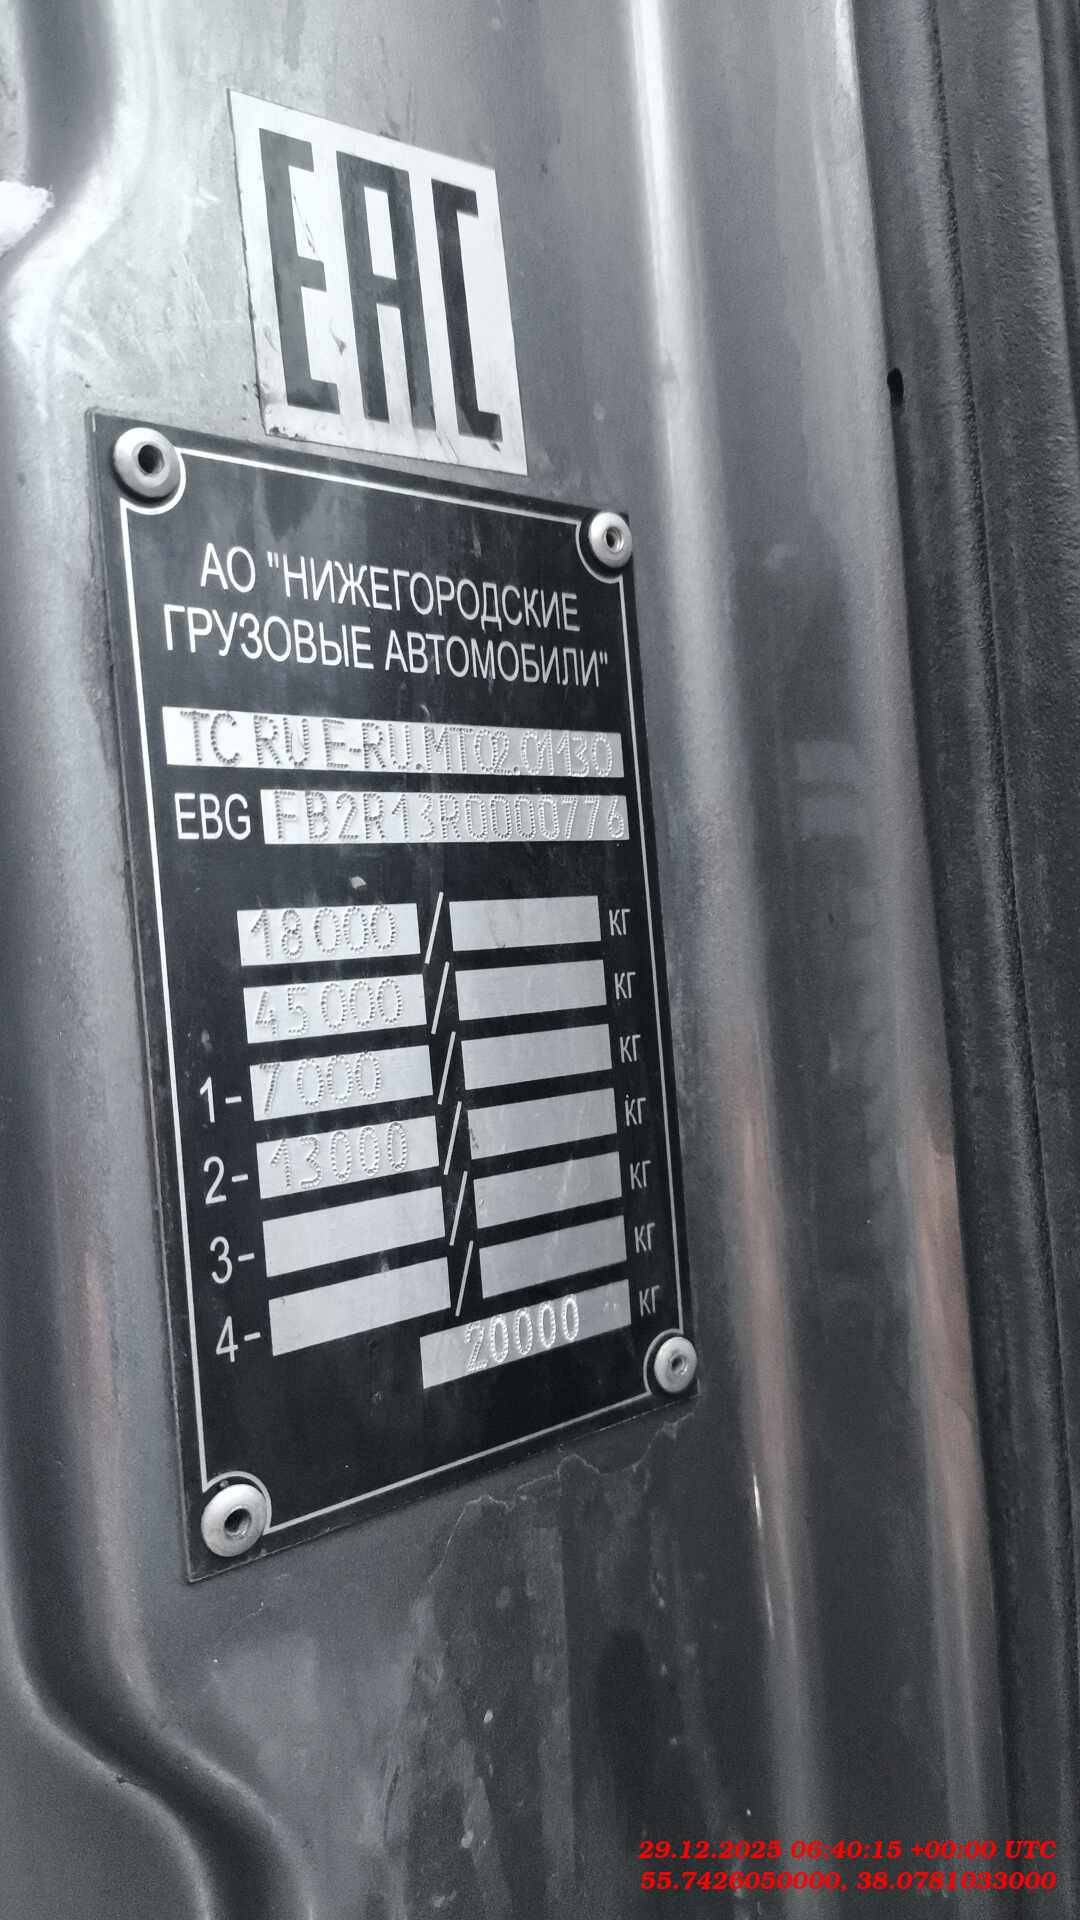 EAC
АО "НИЖЕГОРОДСКИЕ
ГРУЗОВЫЕ АВТОМОБИЛИ"
TC RU E-RU.MT02.01130
EBG FB2R13R0000776
18000 / кг
45000 / кг
1- 7000 / кг
2- 13000 / кг
3- / кг
4- / кг
20000 кг
29.12.2025 06:40:15 +00:00 UTC
55.7426050000, 38.0781033000